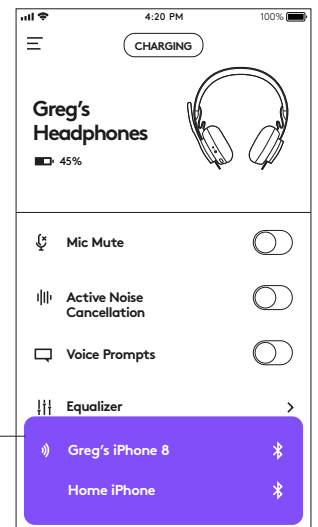 4:20 PM
100%
CHARGING
Greg's
Headphones
45%
Mic Mute
Active Noise
Cancellation
Voice Prompts
Equalizer
Greg's iPhone 8
Home iPhone